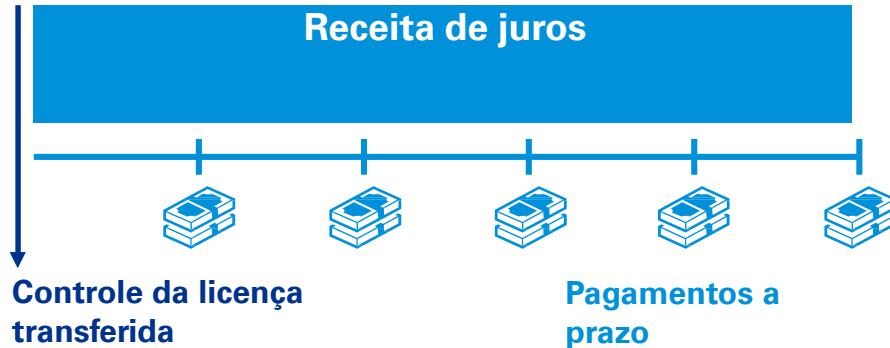 Receita de juros
Controle da licença
transferida
Pagamentos a
prazo